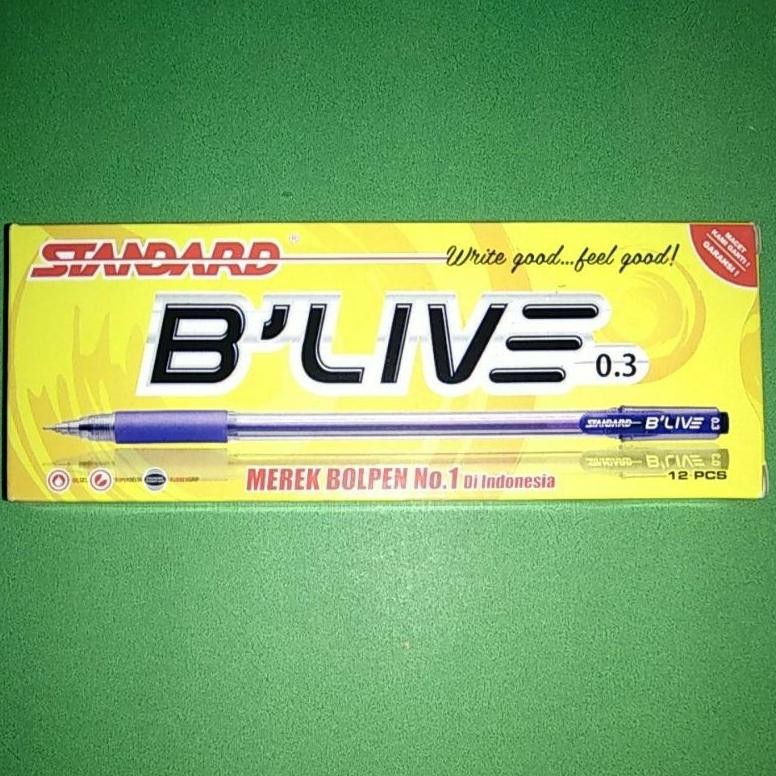 STANDARD®
Write good...feel good!
MACET
KAMI GANTI!
GARANSI!
B'LIVE
0.3
STANDARD B'LIVE
MEREK BOLPEN No.1 Di Indonesia
12 PCS